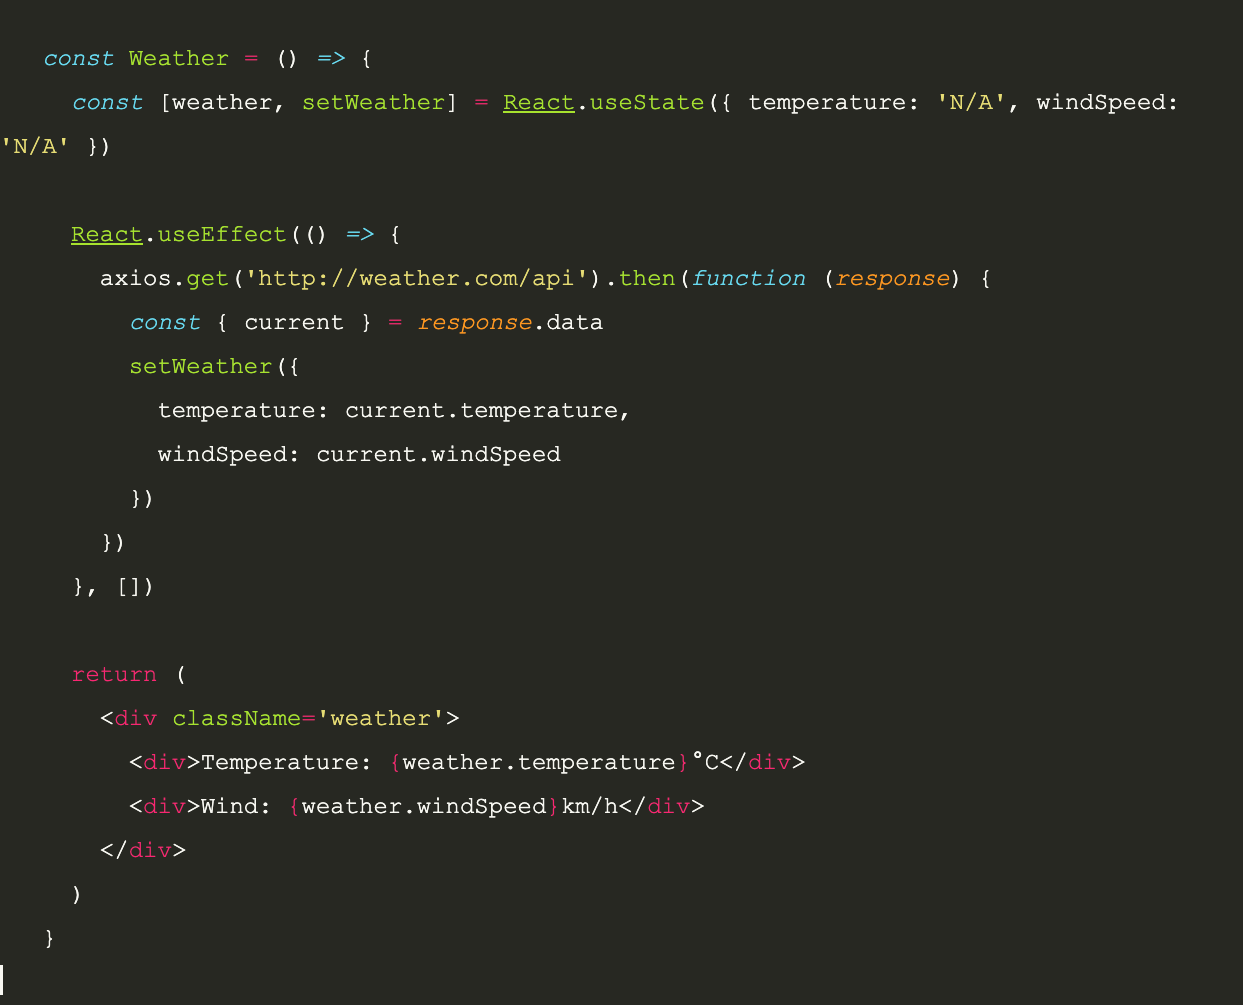 const Weather = () => {
const [weather, setWeather] = React.useState({ temperature: 'N/A', windSpeed:
'N/A' })
React.useEffect(() => {
axios.get('http://weather.com/api').then(function (response) {
const { current } = response.data
setWeather({
temperature: current.temperature,
windSpeed: current.windSpeed
})
})
}, [])
return (
<div className='weather'>
<div>Temperature: {weather.temperature}°C</div>
<div>Wind: {weather.windSpeed}km/h</div>
</div>
)
}